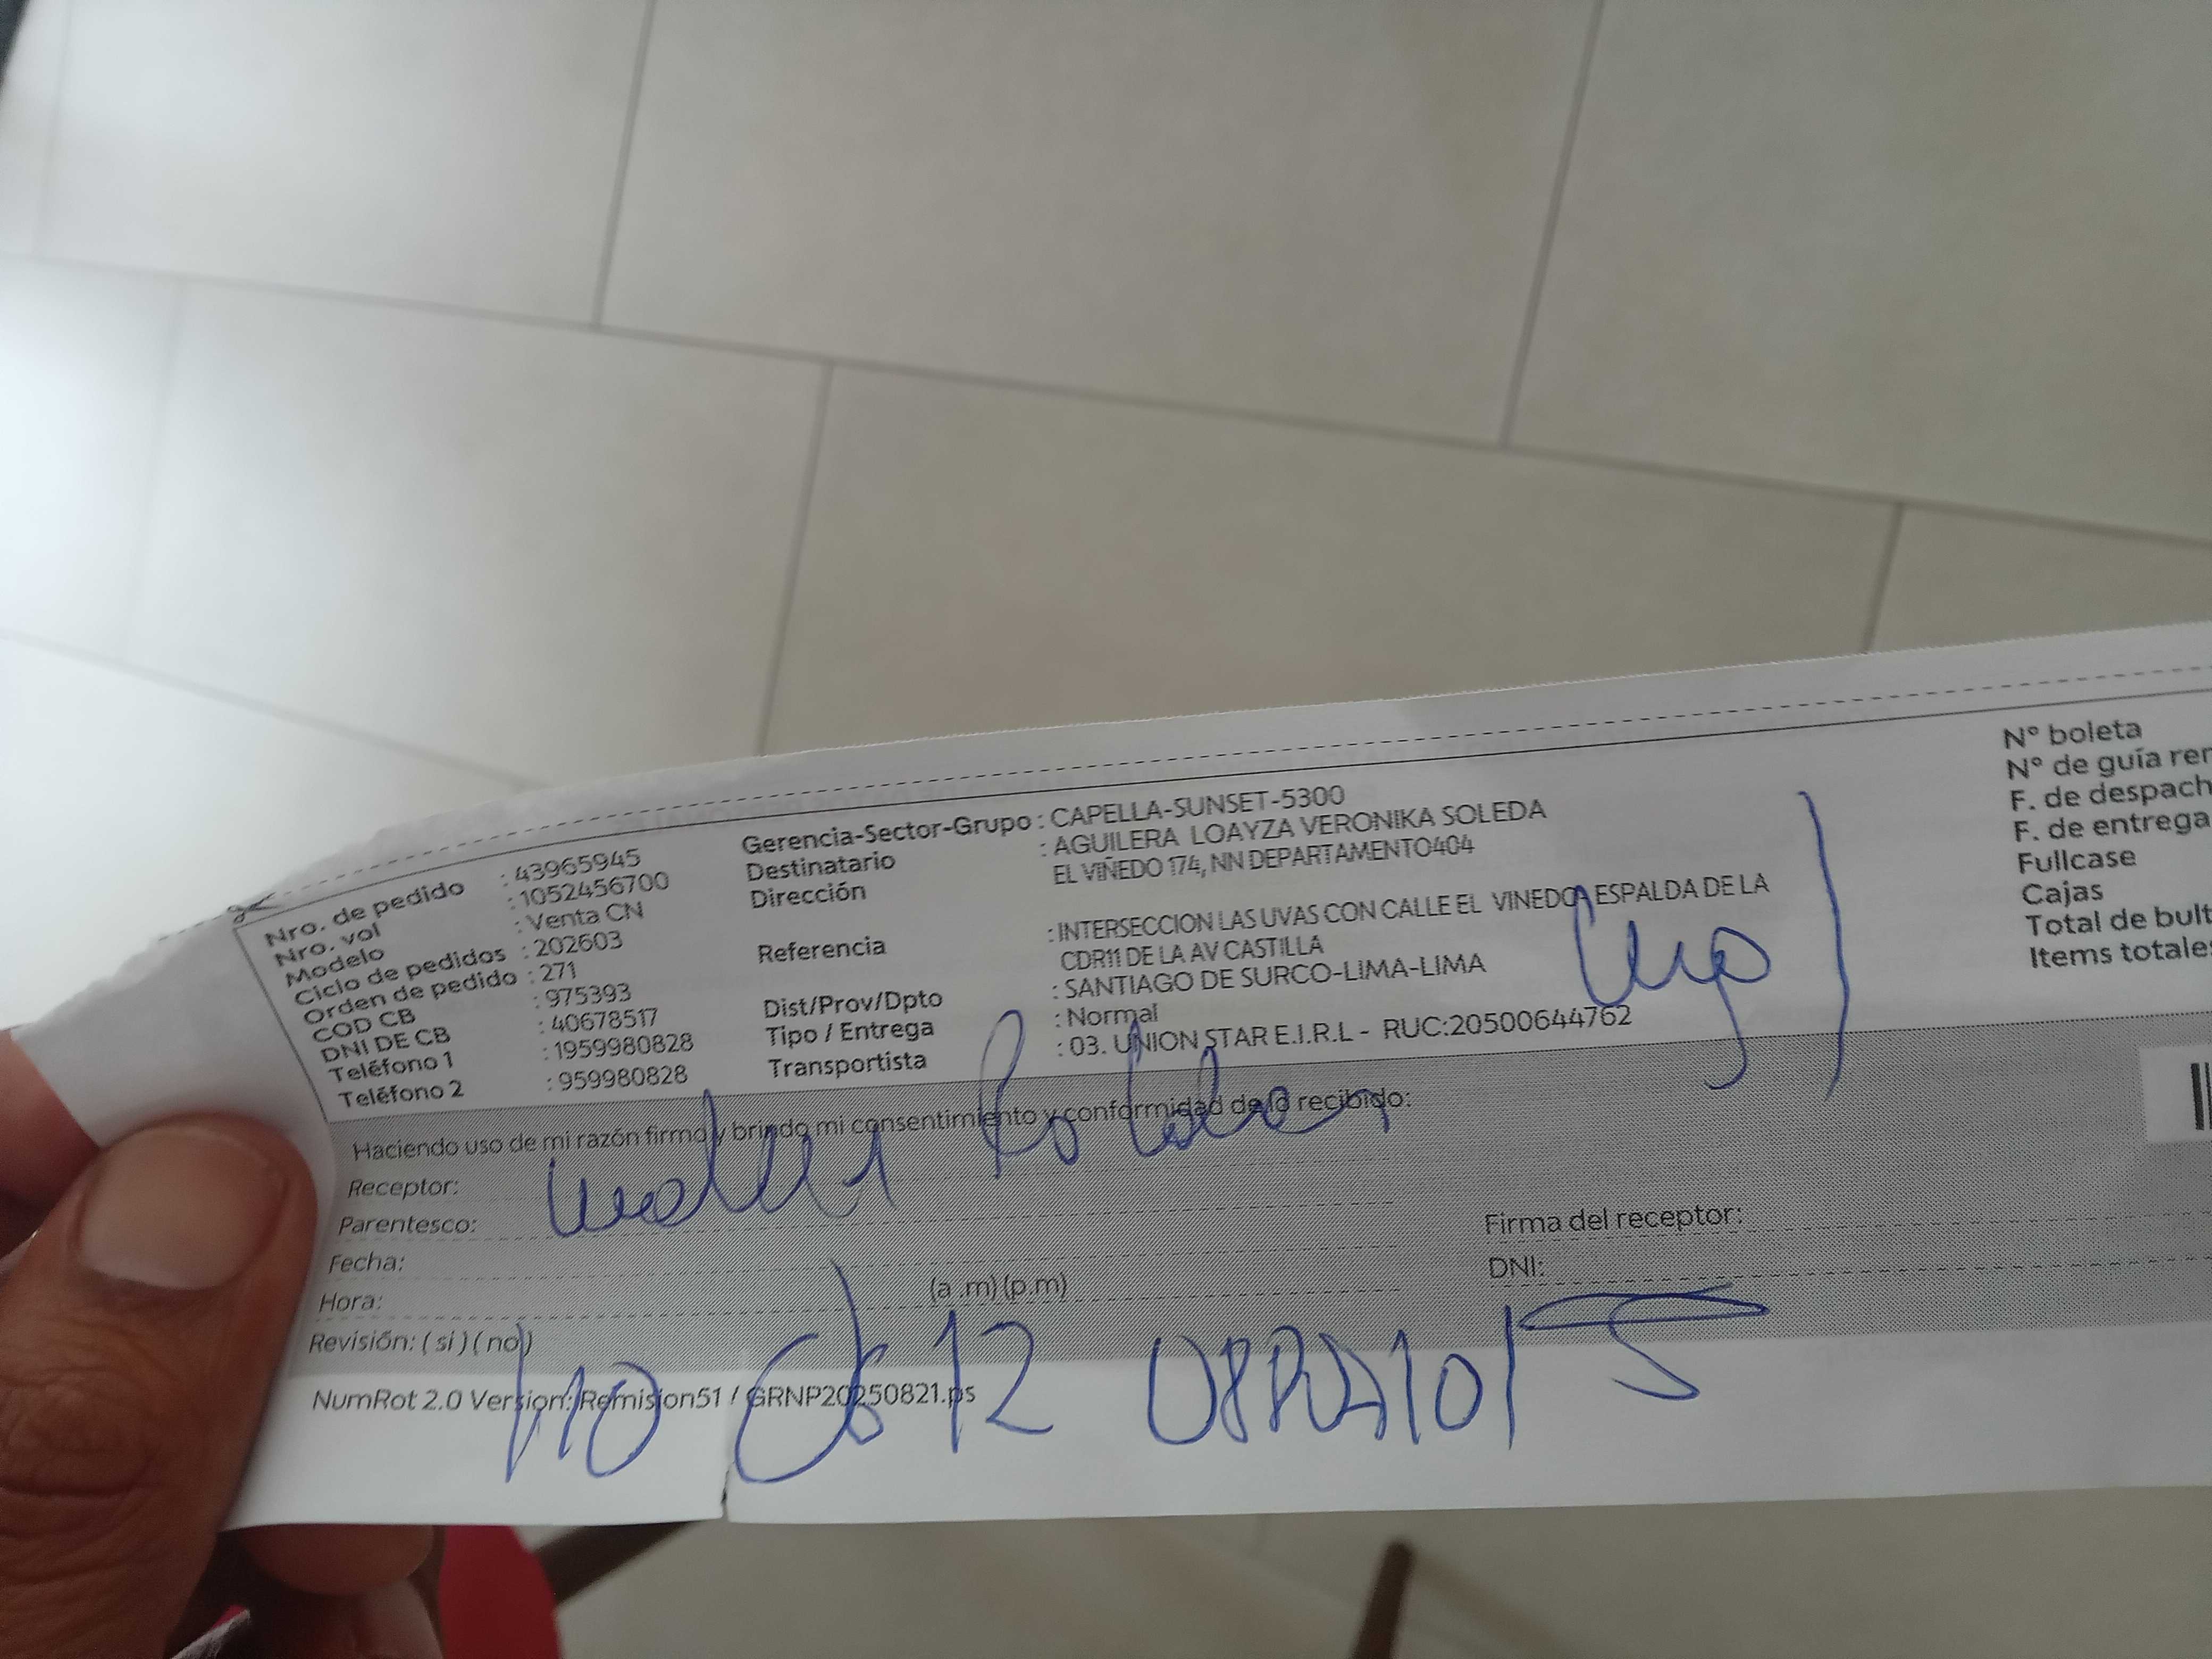 Nro. de pedido : 43965945
Nro. vol : 1052456700
Modelo : Venta CN
Ciclo de pedidos : 202603
Orden de pedido : 271
COD CB : 975393
DNI DE CB : 40678517
Teléfono 1 : 1959980828
Teléfono 2 : 959980828
Gerencia-Sector-Grupo : CAPELLA-SUNSET-5300
Destinatario : AGUILERA LOAYZA VERONIKA SOLEDA
Dirección EL VIÑEDO 174, NN DEPARTAMENTO404
Referencia : INTERSECCION LAS UVAS CON CALLE EL VINEDO, ESPALDA DE LA
CDR11 DE LA AV CASTILLA
Dist/Prov/Dpto : SANTIAGO DE SURCO-LIMA-LIMA
Tipo / Entrega : Normal
Transportista : 03. UNION STAR E.I.R.L - RUC:20500644762
N° boleta
N° de guía rer
F. de despach
F. de entrega
Fullcase
Cajas
Total de bult
Items totales
Haciendo uso de mi razón firmo y brindo mi consentimiento y conformidad de lo recibido:
Receptor:
Parentesco:
Fecha:
Hora: (a .m) (p.m)
Revisión: ( si ) ( no )
Firma del receptor:
DNI:
NumRot 2.0 Version: Remision51 / GRNP20250821.ps